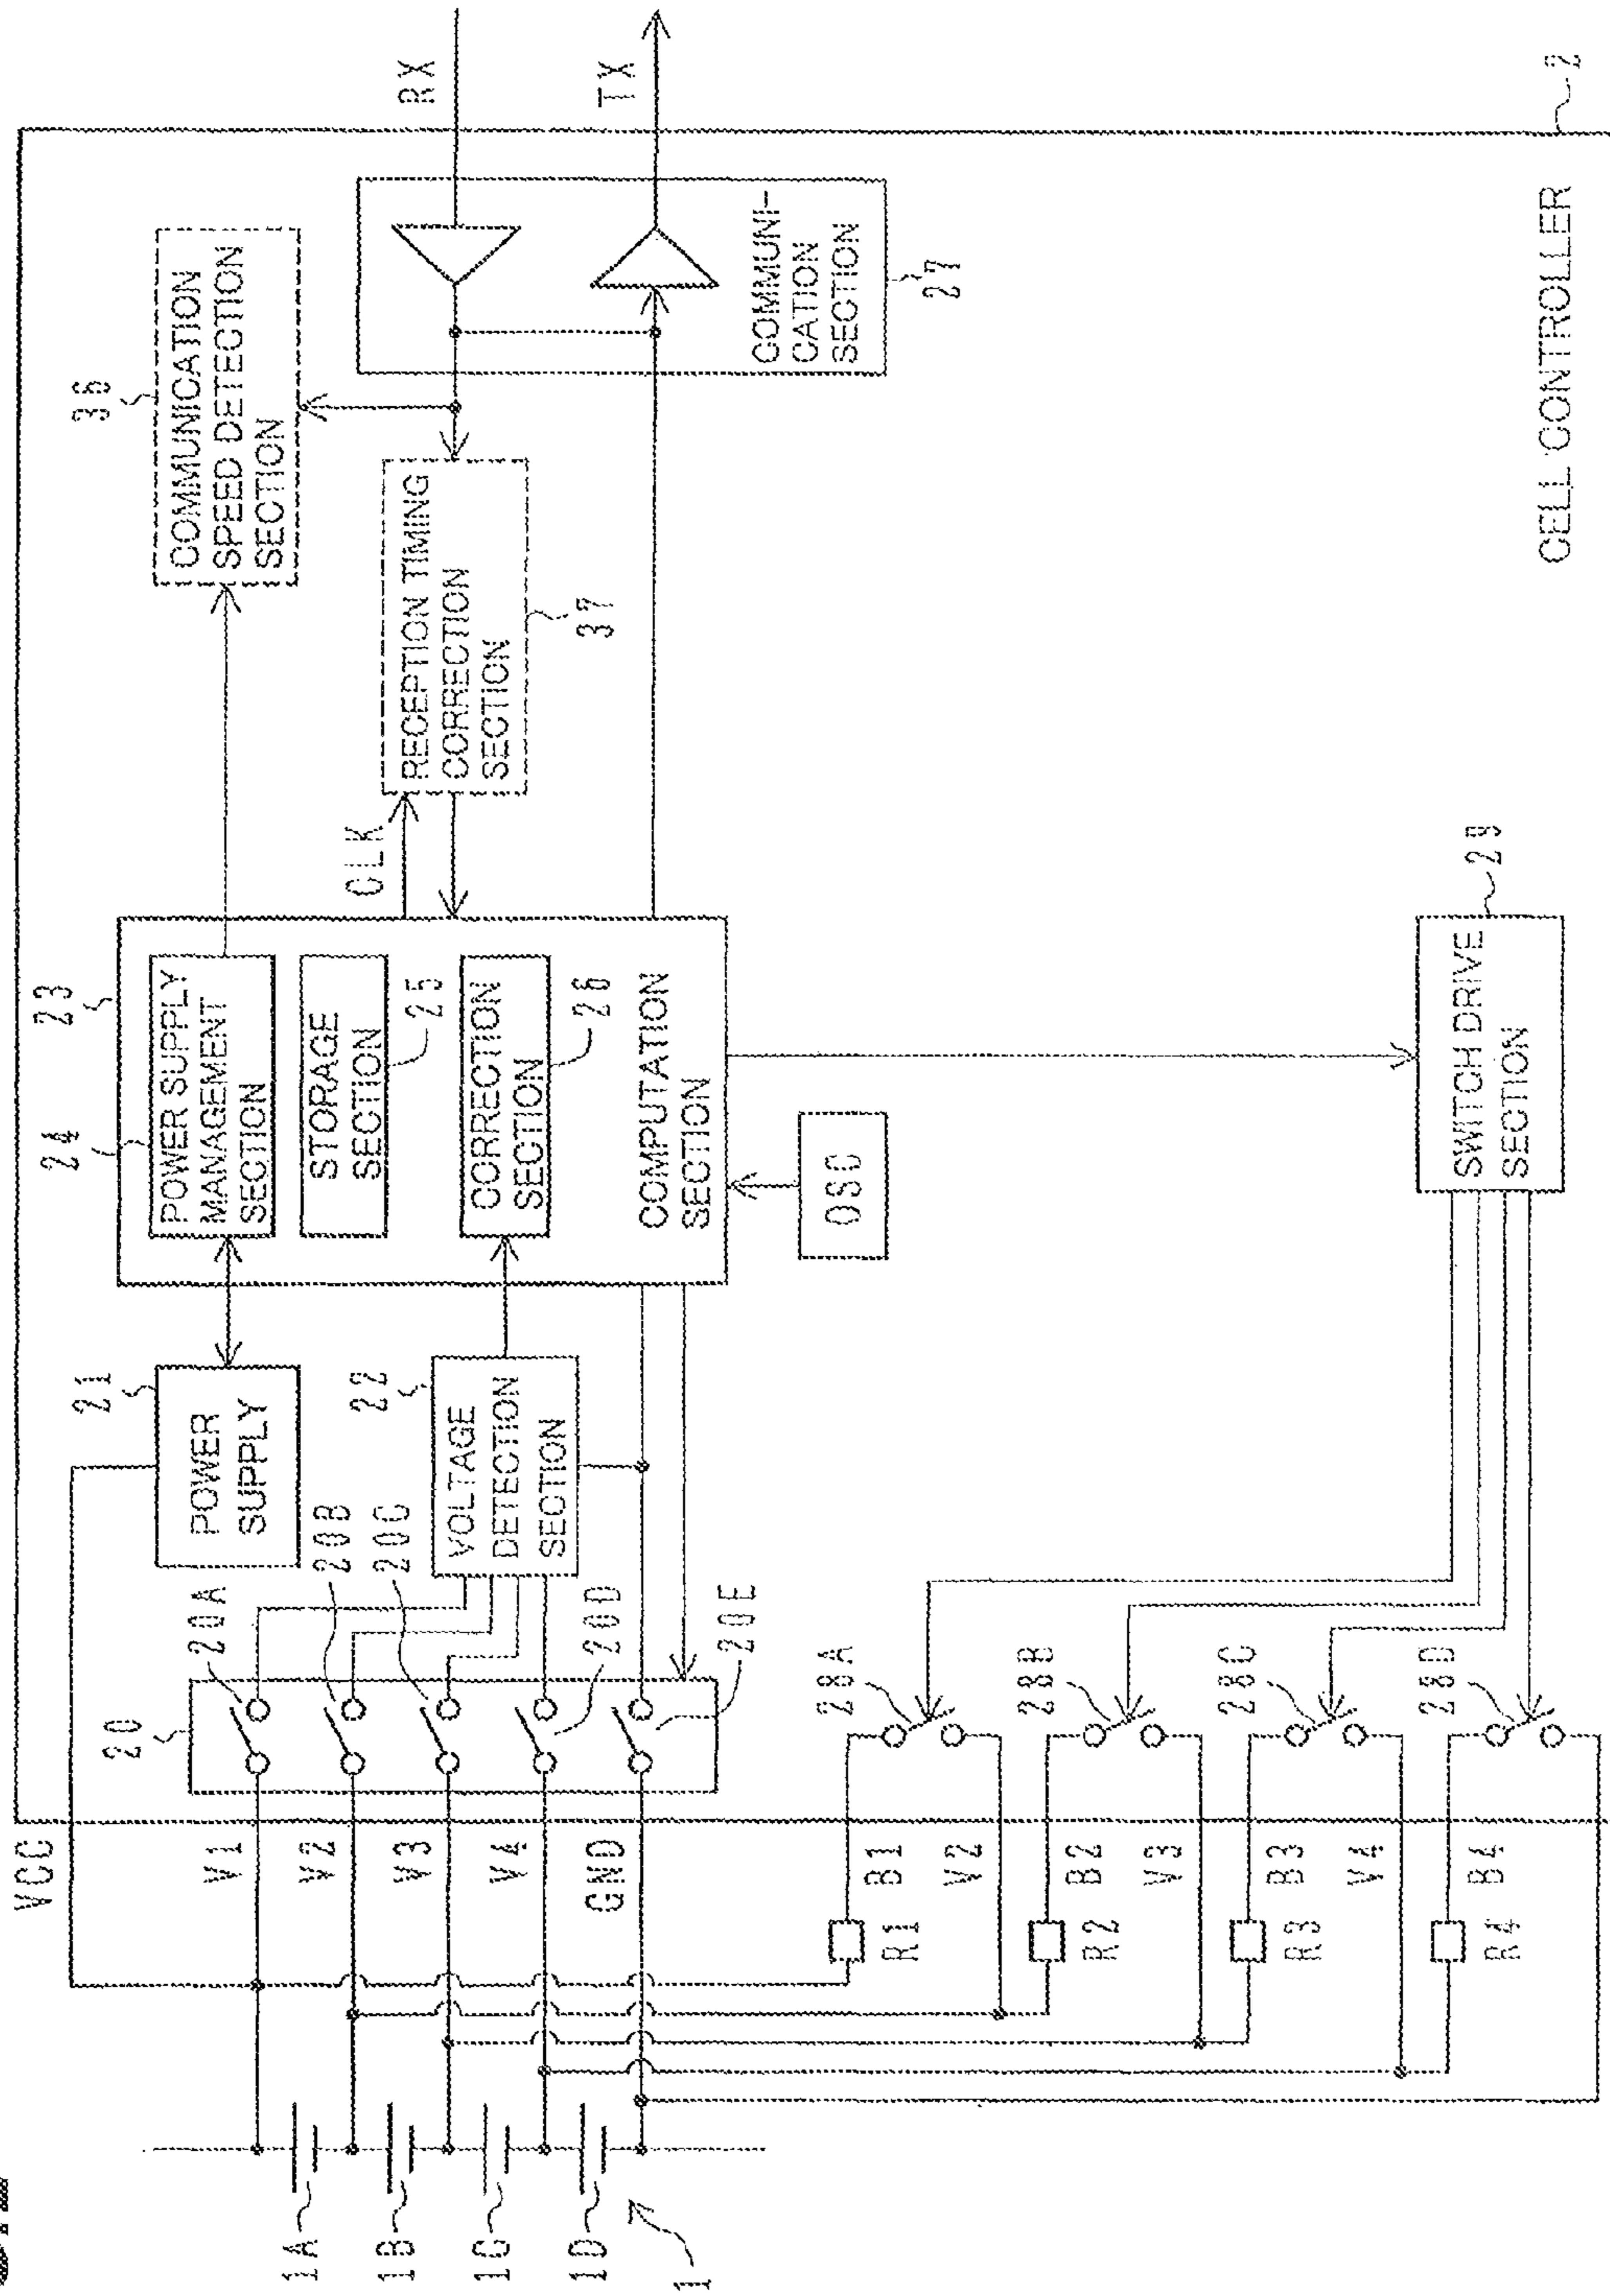 VCC
V1
V2
V3
V4
GND
20
20A
20B
20C
20D
20E
21
POWER
SUPPLY
22
VOLTAGE
DETECTION
SECTION
23
24
POWER SUPPLY
MANAGEMENT
SECTION
STORAGE
SECTION
25
CORRECTION
SECTION
26
COMPUTATION
SECTION
OSC
CLK
RECEPTION TIMING
CORRECTION
SECTION
37
36
COMMUNICATION
SPEED DETECTION
SECTION
COMMUNI-
CATION
SECTION
27
RX
TX
1A
1B
1C
1D
1
B1
R1
V2
B2
R2
V3
B3
R3
V4
B4
R4
28A
28B
28C
28D
SWITCH DRIVE
SECTION
29
CELL CONTROLLER
2